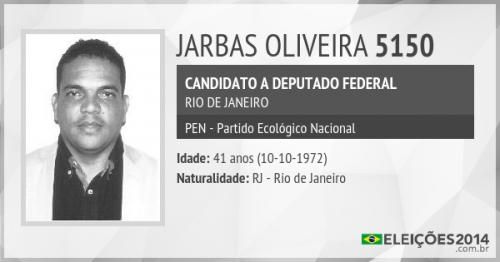 JARBAS OLIVEIRA 5150
CANDIDATO A DEPUTADO FEDERAL
RIO DE JANEIRO
PEN - Partido Ecológico Nacional
Idade: 41 anos (10-10-1972)
Naturalidade: RJ - Rio de Janeiro
ELEIÇÕES2014
.com.br